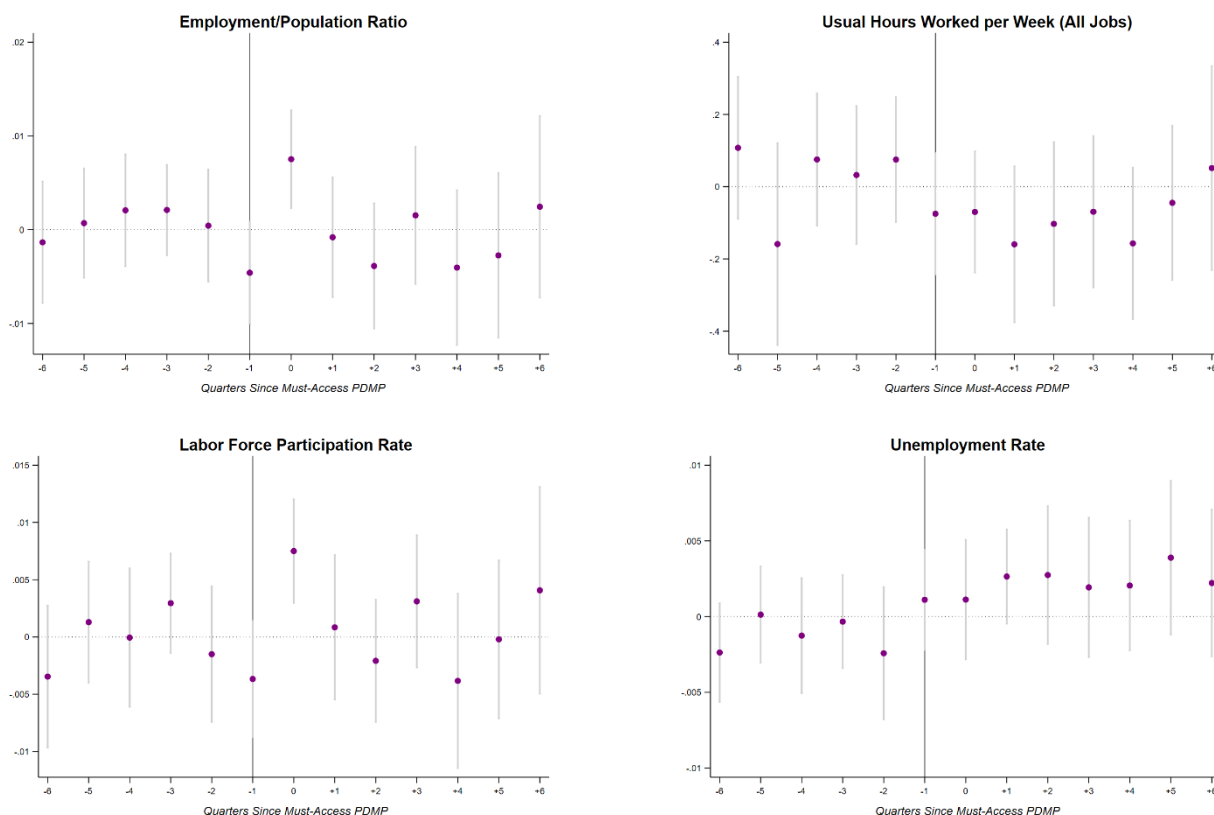 Employment/Population Ratio
.02
.01
0
-.01
-6 -5 -4 -3 -2 -1 0 +1 +2 +3 +4 +5 +6
Quarters Since Must-Access PDMP
Usual Hours Worked per Week (All Jobs)
.4
.2
0
-.2
-.4
-6 -5 -4 -3 -2 -1 0 +1 +2 +3 +4 +5 +6
Quarters Since Must-Access PDMP
Labor Force Participation Rate
.015
.01
.005
0
-.005
-.01
-6 -5 -4 -3 -2 -1 0 +1 +2 +3 +4 +5 +6
Quarters Since Must-Access PDMP
Unemployment Rate
.01
.005
0
-.005
-.01
-6 -5 -4 -3 -2 -1 0 +1 +2 +3 +4 +5 +6
Quarters Since Must-Access PDMP